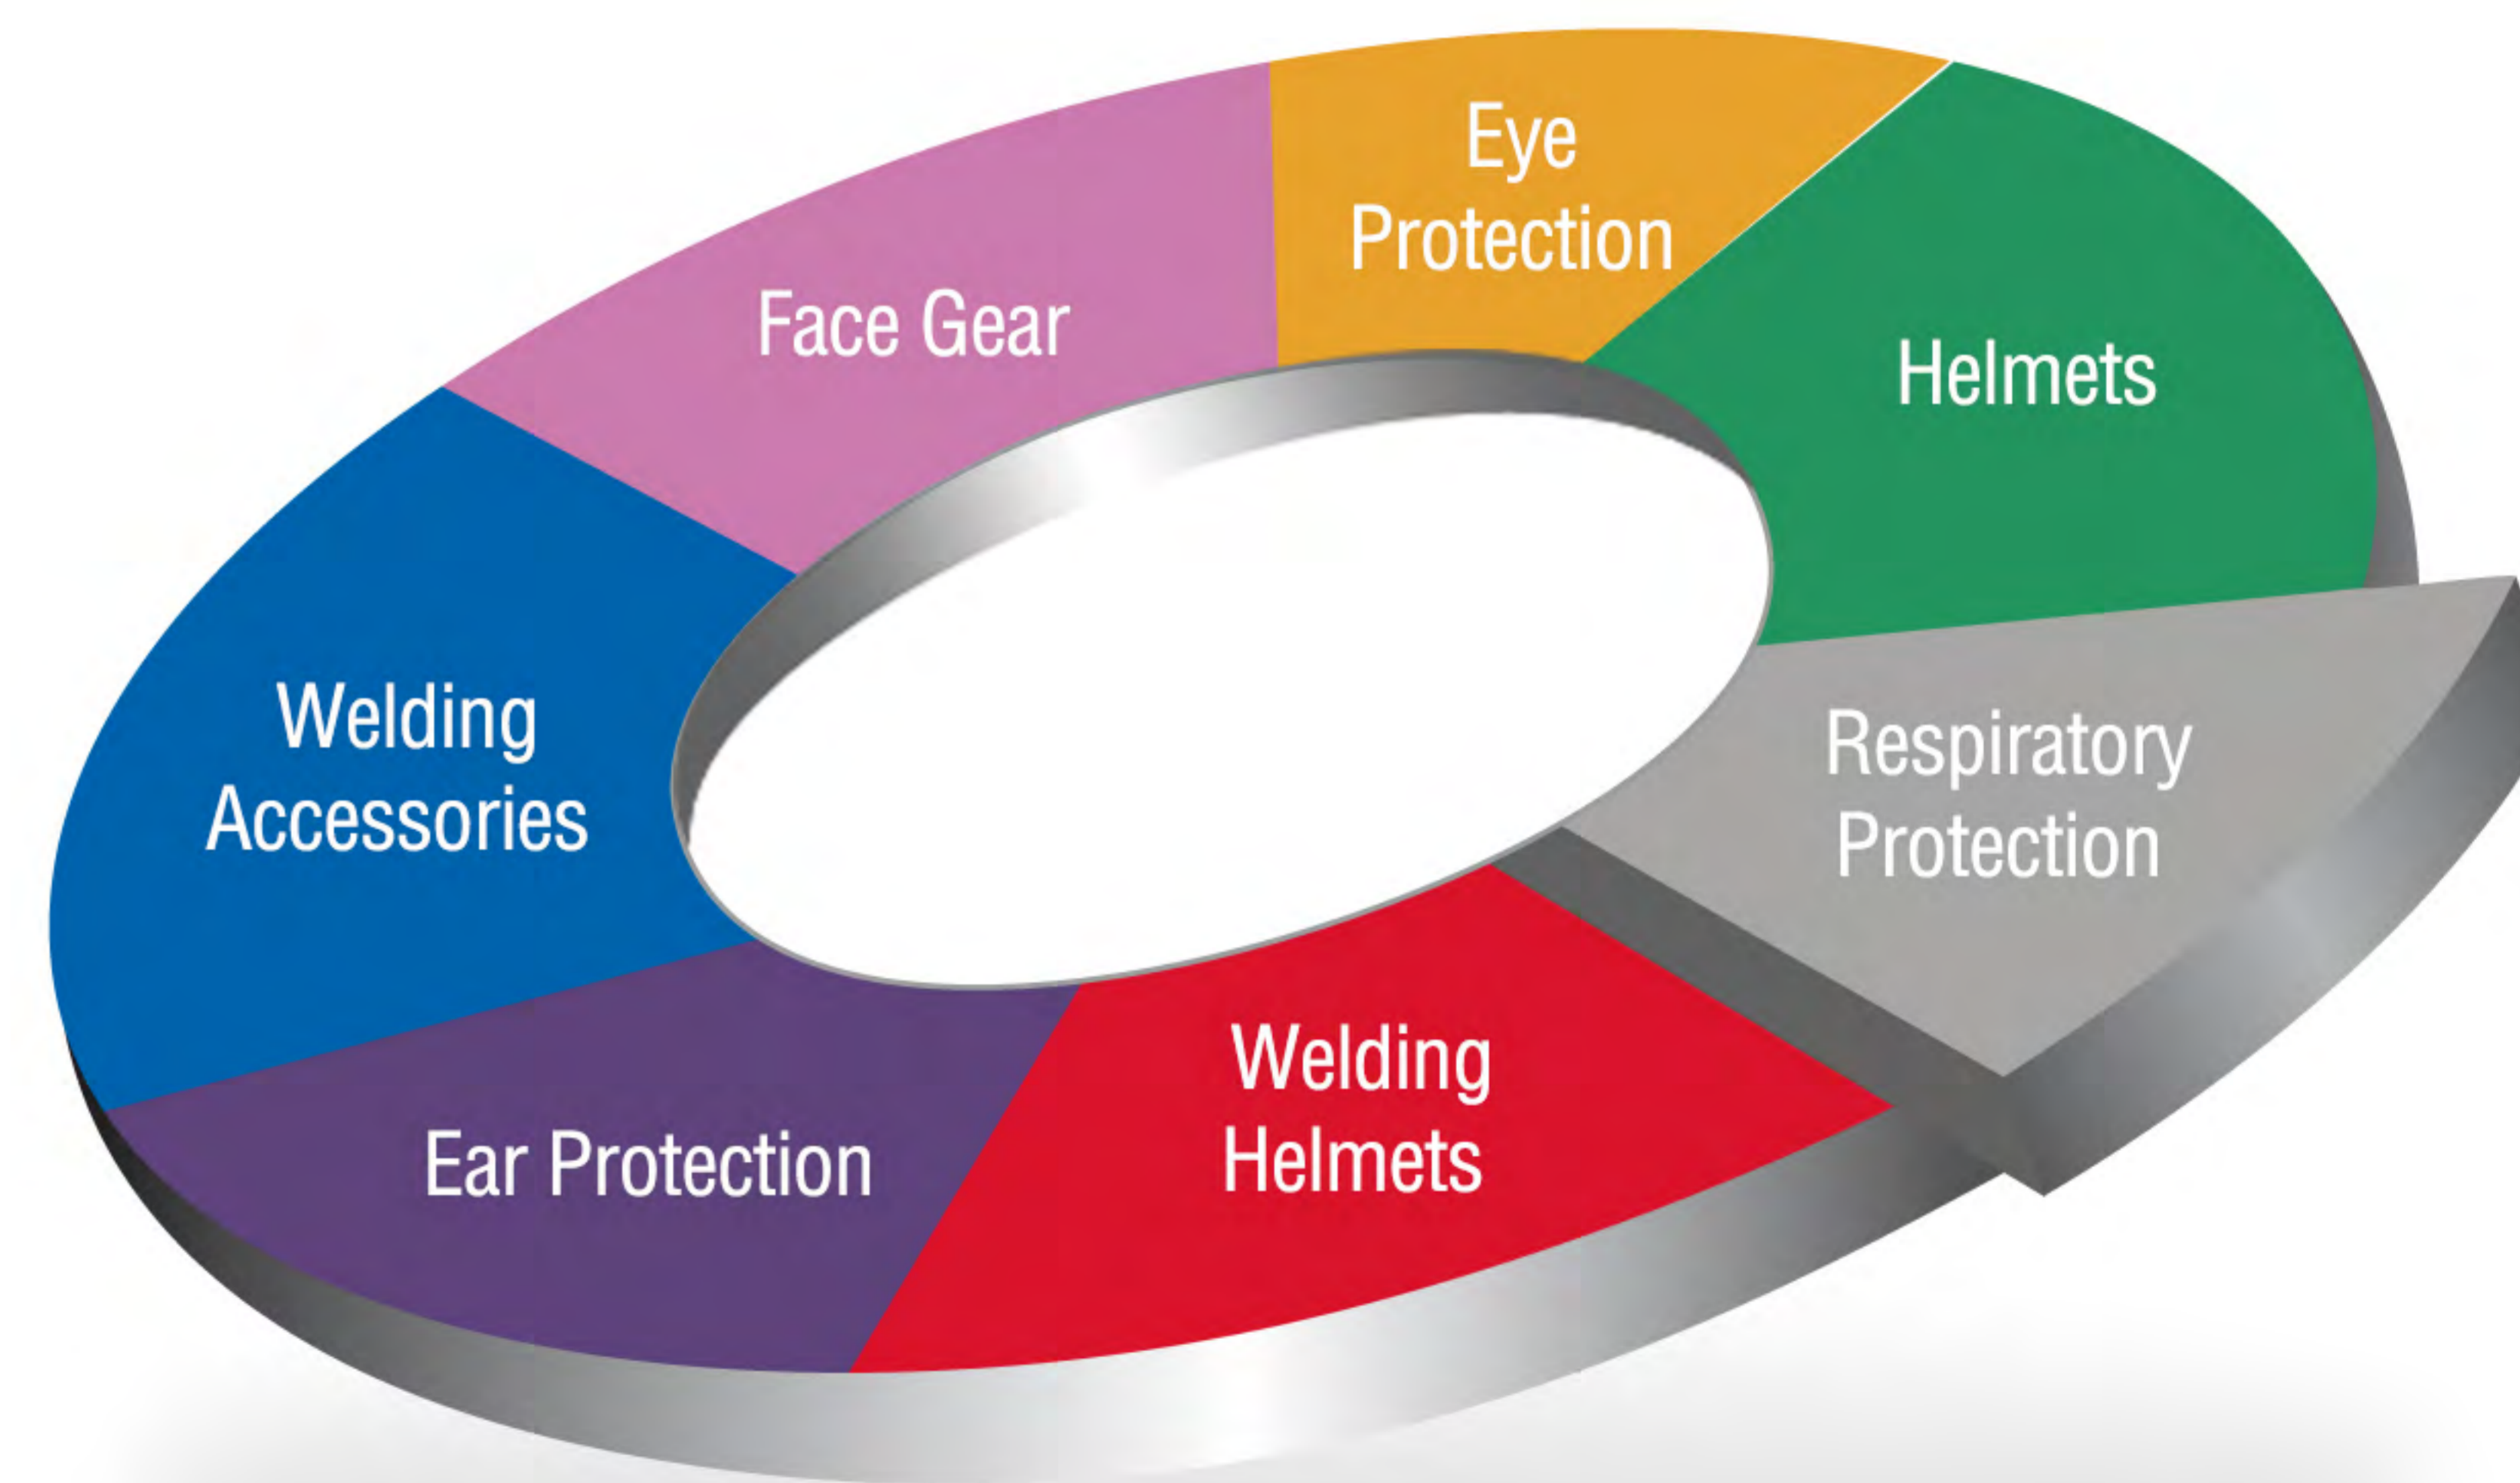 Eye
Protection
Face Gear
Helmets
Welding
Accessories
Respiratory
Protection
Welding
Helmets
Ear Protection